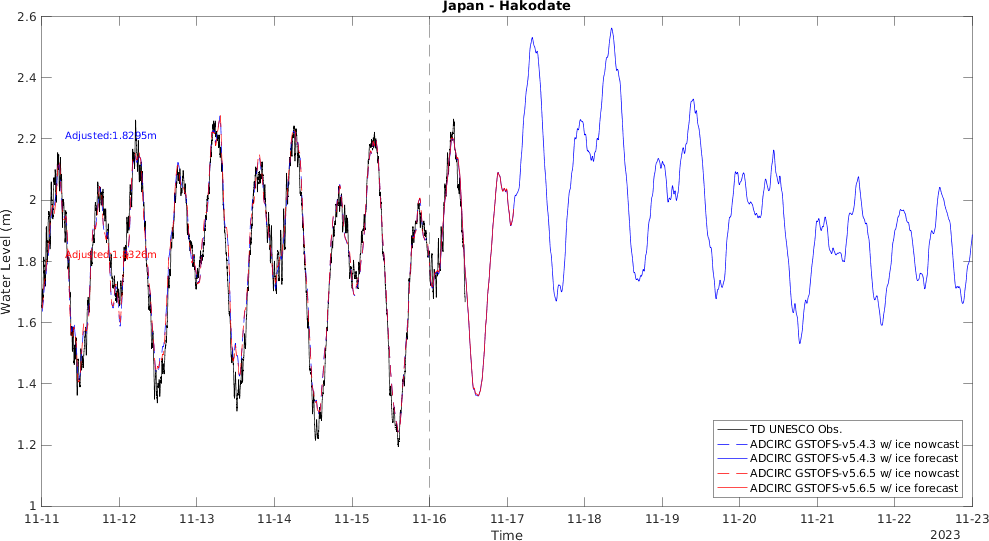 Japan - Hakodate
Water Level (m)
2.6
2.4
2.2
2
1.8
1.6
1.4
1.2
1
Adjusted:1.8295m
Adjusted:1.8326m
TD UNESCO Obs.
ADCIRC GSTOFS-v5.4.3 w/ ice nowcast
ADCIRC GSTOFS-v5.4.3 w/ ice forecast
ADCIRC GSTOFS-v5.6.5 w/ ice nowcast
ADCIRC GSTOFS-v5.6.5 w/ ice forecast
11-11 11-12 11-13 11-14 11-15 11-16 11-17 11-18 11-19 11-20 11-21 11-22 11-23
Time
2023